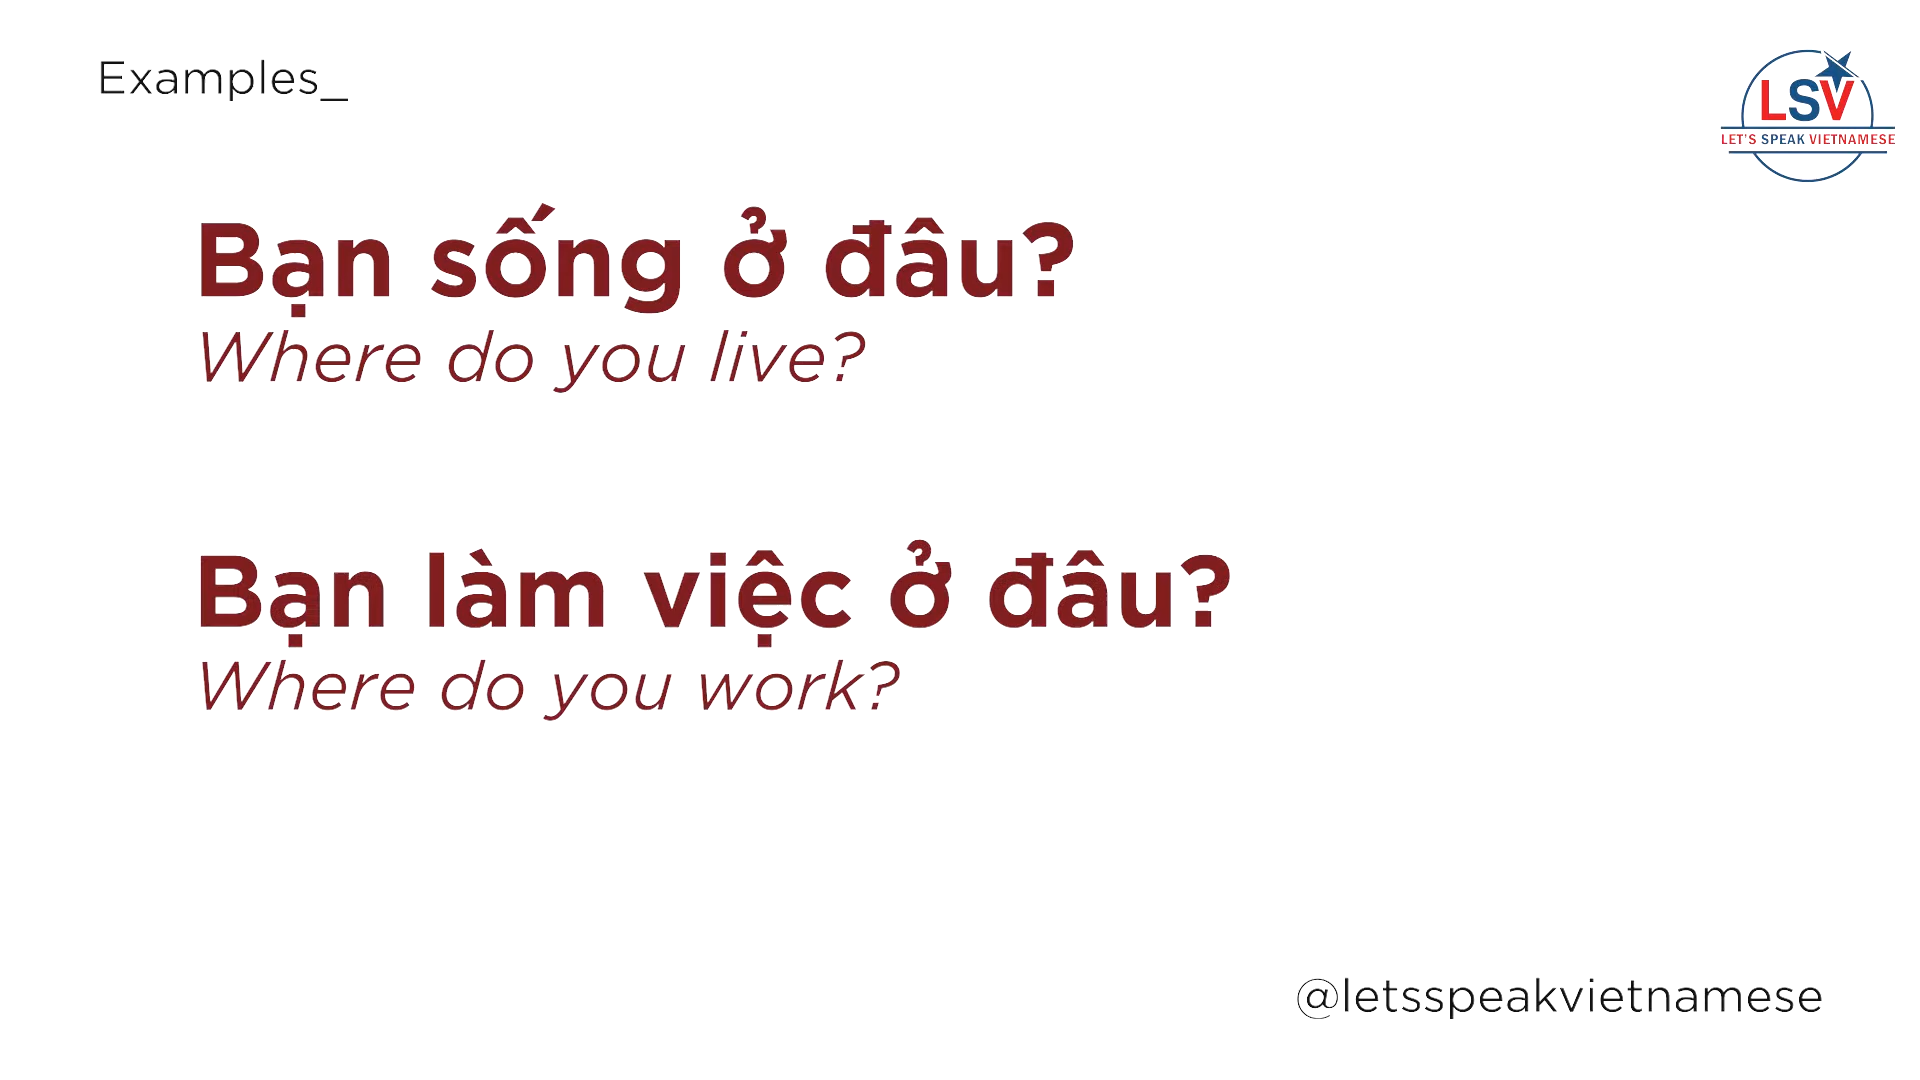 Examples_
LSV
LET'S SPEAK VIETNAMESE
Bạn sống ở đâu?
Where do you live?
Bạn làm việc ở đâu?
Where do you work?
@letsspeakvietnamese